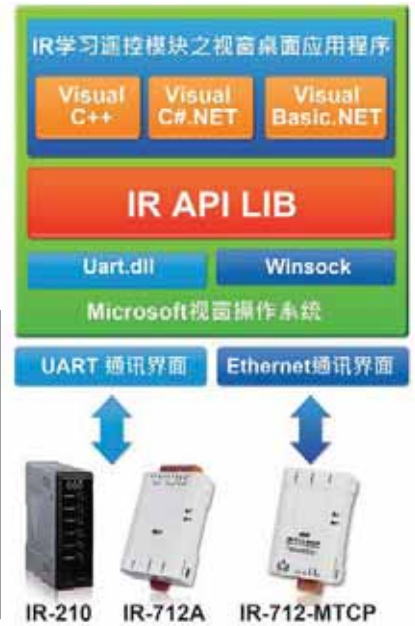 IR学习遥控模块之视窗桌面应用程序
Visual C++
Visual C#.NET
Visual Basic.NET
IR API LIB
Uart.dll
Winsock
Microsoft视窗操作系统
UART 通讯界面
Ethernet通讯界面
IR-210
IR-712A
IR-712-MTCP